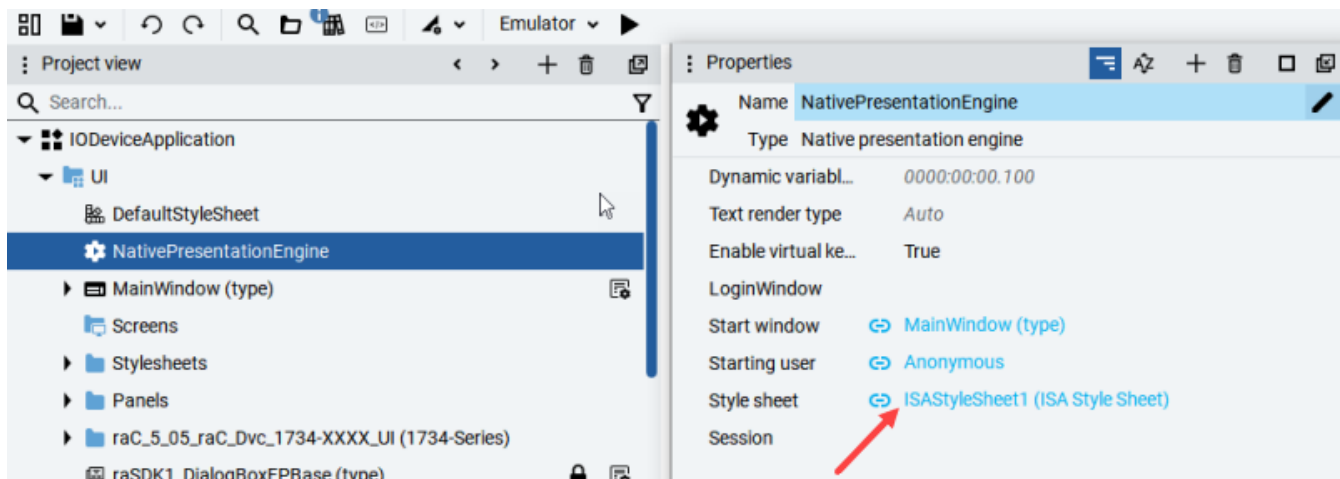 Emulator
Project view
Search...
IODeviceApplication
UI
DefaultStyleSheet
NativePresentationEngine
MainWindow (type)
Screens
Stylesheets
Panels
raC_5_05_raC_Dvc_1734-XXXX_UI (1734-Series)
raSDK1_DialogBoxFPBase (type)
Properties
Name NativePresentationEngine
Type Native presentation engine
Dynamic variabl... 0000:00:00.100
Text render type Auto
Enable virtual ke... True
LoginWindow
Start window MainWindow (type)
Starting user Anonymous
Style sheet ISAStyleSheet1 (ISA Style Sheet)
Session